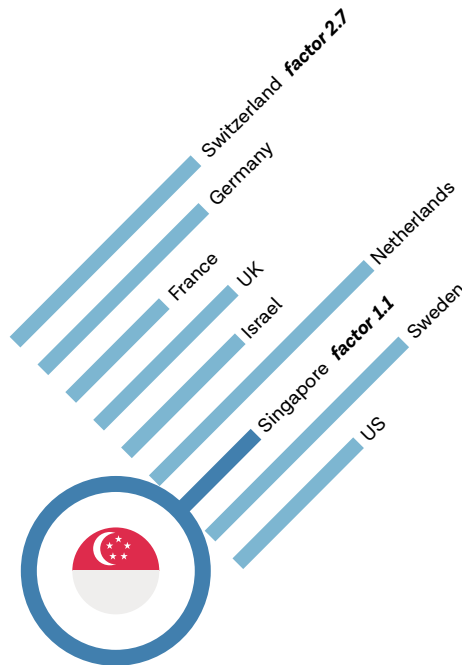 Switzerland factor 2.7
Germany
France
UK
Israel
Netherlands
Singapore factor 1.1
Sweden
US